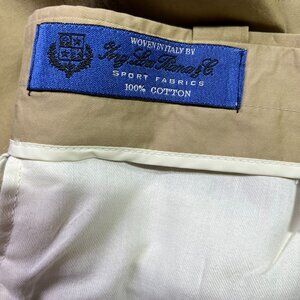 WOVEN IN ITALY BY
Ing. Loro Piana & C.
SPORT FABRICS
100% COTTON